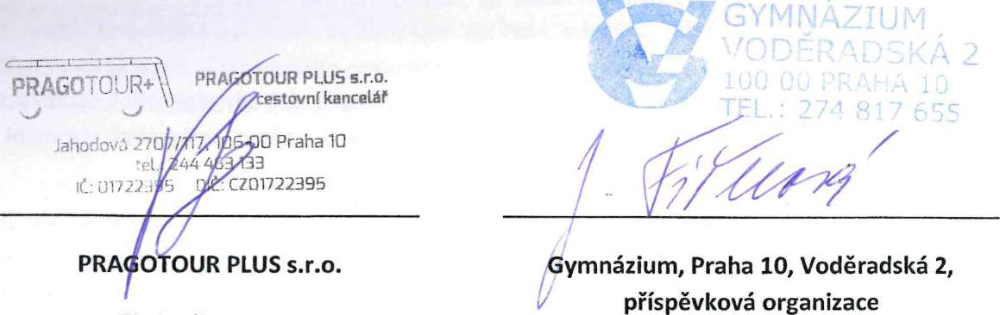 PRAGOTOUR+
PRAGOTOUR PLUS s.r.o.
cestovní kancelář
Jahodová 2707/117, 106 00 Praha 10
tel.: 244 463 133
IČ: 01722395 DIČ: CZ01722395
PRAGOTOUR PLUS s.r.o.
GYMNÁZIUM
VODĚRADSKÁ 2
100 00 PRAHA 10
TEL.: 274 817 655
Gymnázium, Praha 10, Voděradská 2,
příspěvková organizace